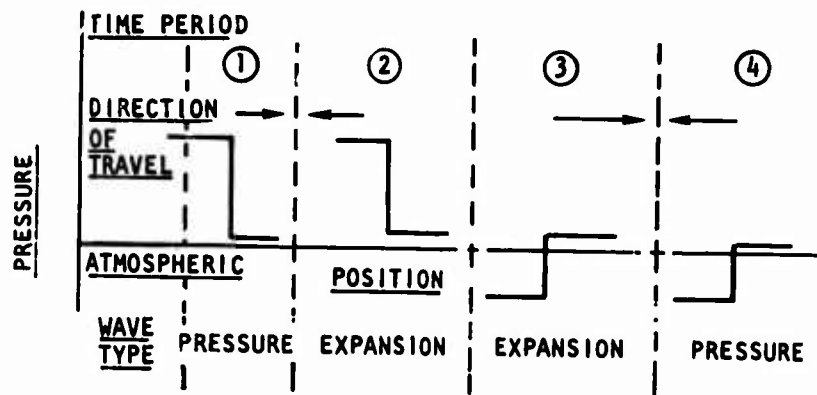 TIME PERIOD
① ② ③ ④
DIRECTION
OF
TRAVEL
PRESSURE
ATMOSPHERIC
POSITION
WAVE
TYPE
PRESSURE EXPANSION EXPANSION PRESSURE